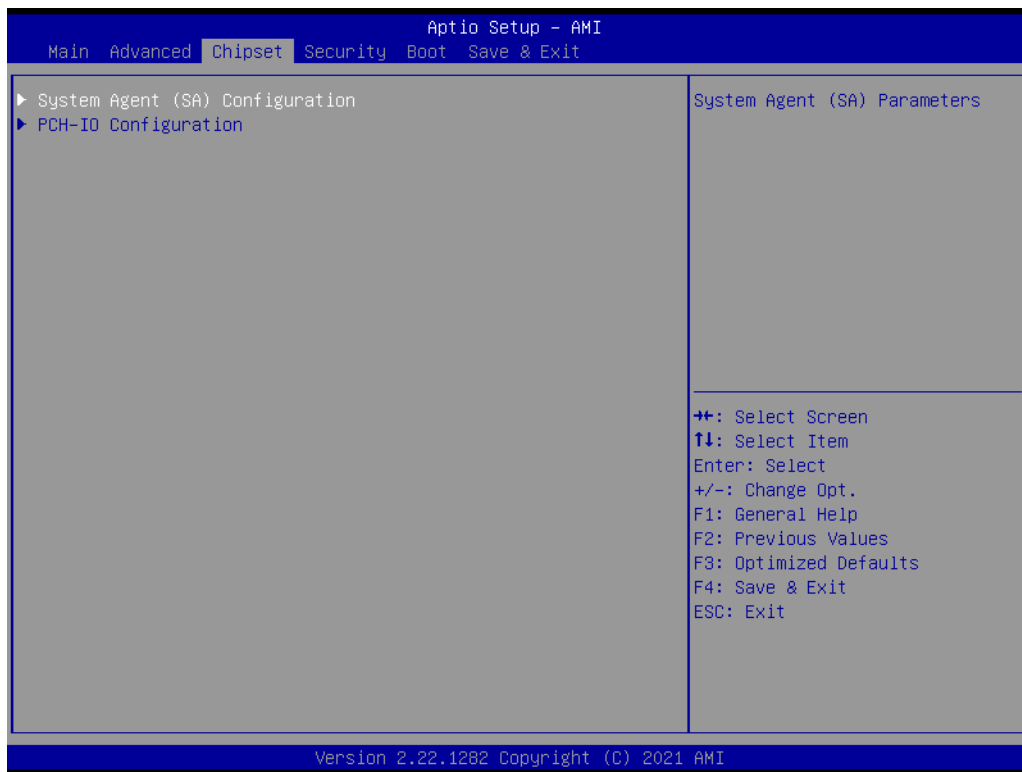 Aptio Setup – AMI
Main Advanced Chipset Security Boot Save & Exit
System Agent (SA) Configuration
PCH-IO Configuration
System Agent (SA) Parameters
→←: Select Screen
↑↓: Select Item
Enter: Select
+/-: Change Opt.
F1: General Help
F2: Previous Values
F3: Optimized Defaults
F4: Save & Exit
ESC: Exit
Version 2.22.1282 Copyright (C) 2021 AMI